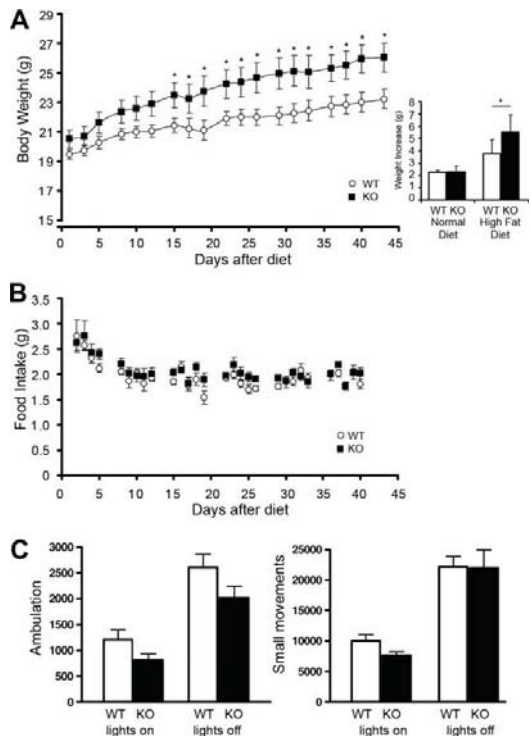 A
Body Weight (g)
29
27
25
23
21
19
17
15
* * * * * * * * * * * * *
WT
KO
0 5 10 15 20 25 30 35 40 45
Days after diet
Weight Increase (g)
8
7
6
5
4
3
2
1
0
*
WT KO WT KO
Normal High Fat
Diet Diet
B
Food Intake (g)
3.5
3.0
2.5
2.0
1.5
1.0
0.5
0
WT
KO
0 5 10 15 20 25 30 35 40 45
Days after diet
C
Ambulation
3000
2500
2000
1500
1000
500
0
WT KO WT KO
lights on lights off
Small movements
25000
20000
15000
10000
5000
0
WT KO WT KO
lights on lights off